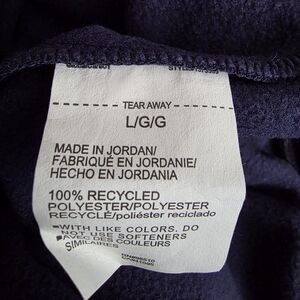 TEAR AWAY
L/G/G
MADE IN JORDAN/
FABRIQUÉ EN JORDANIE/
HECHO EN JORDANIA
100% RECYCLED
POLYESTER/POLYESTER
RECYCLÉ/poliéster reciclado
WITH LIKE COLORS. DO
NOT USE SOFTENERS
AVEC DES COULEURS
SIMILAIRES